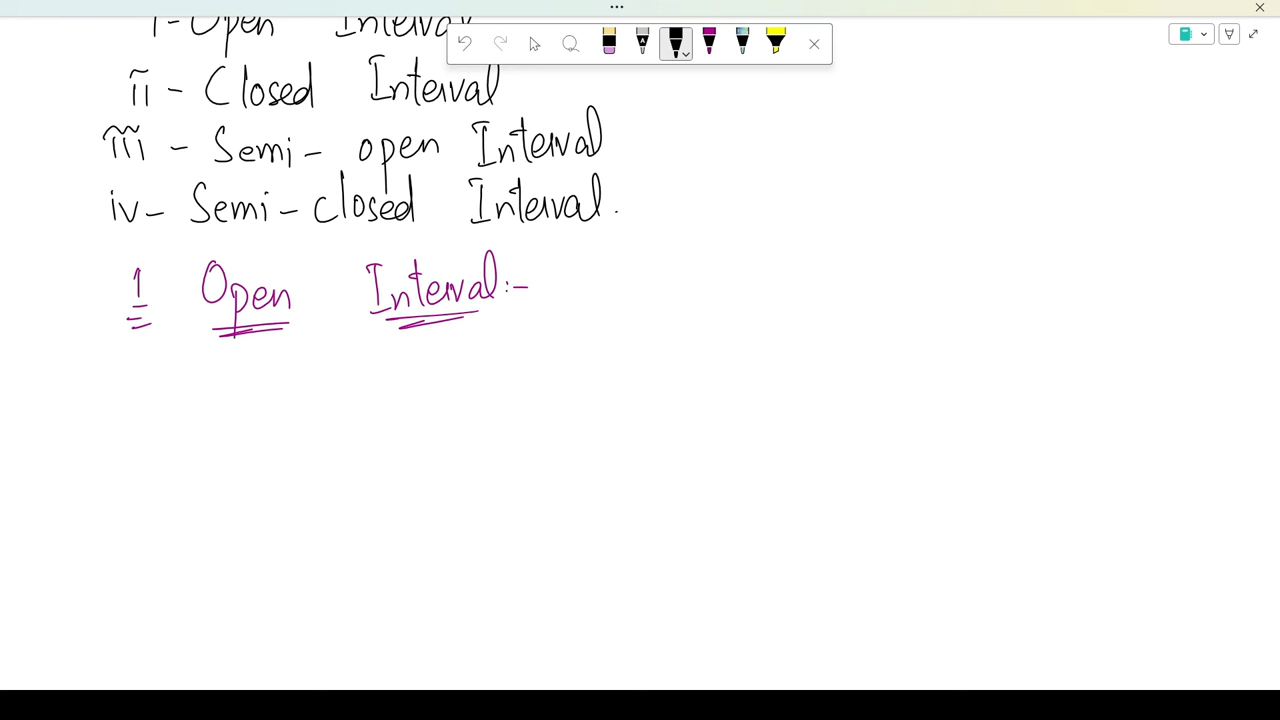 i-Open Interval
ii - Closed Interval
iii - Semi - open Interval
iv- Semi - closed Interval.
1 Open Interval:-